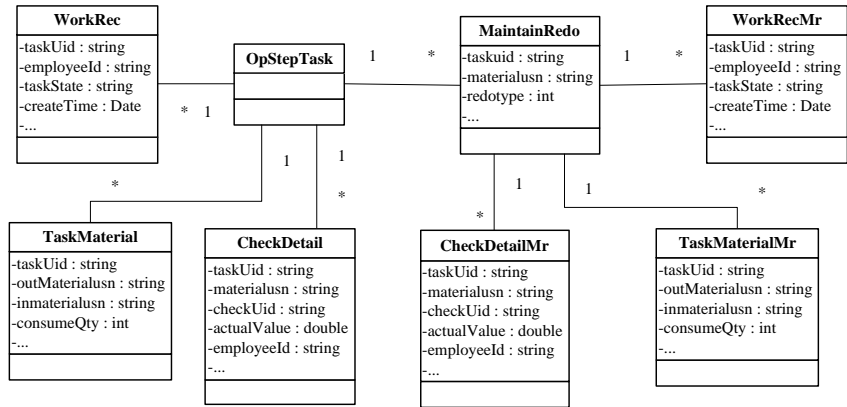 WorkRec
-taskUid : string
-employeeId : string
-taskState : string
-createTime : Date
-...
OpStepTask
MaintainRedo
-taskuid : string
-materialusn : string
-redotype : int
-...
WorkRecMr
-taskUid : string
-employeeId : string
-taskState : string
-createTime : Date
-...
1
*
1
*
*
1
1
1
*
*
1
1
*
*
TaskMaterial
-taskUid : string
-outMaterialusn : string
-inmaterialusn : string
-consumeQty : int
-...
CheckDetail
-taskUid : string
-materialusn : string
-checkUid : string
-actualValue : double
-employeeId : string
-...
CheckDetailMr
-taskUid : string
-materialusn : string
-checkUid : string
-actualValue : double
-employeeId : string
-...
TaskMaterialMr
-taskUid : string
-outMaterialusn : string
-inmaterialusn : string
-consumeQty : int
-...